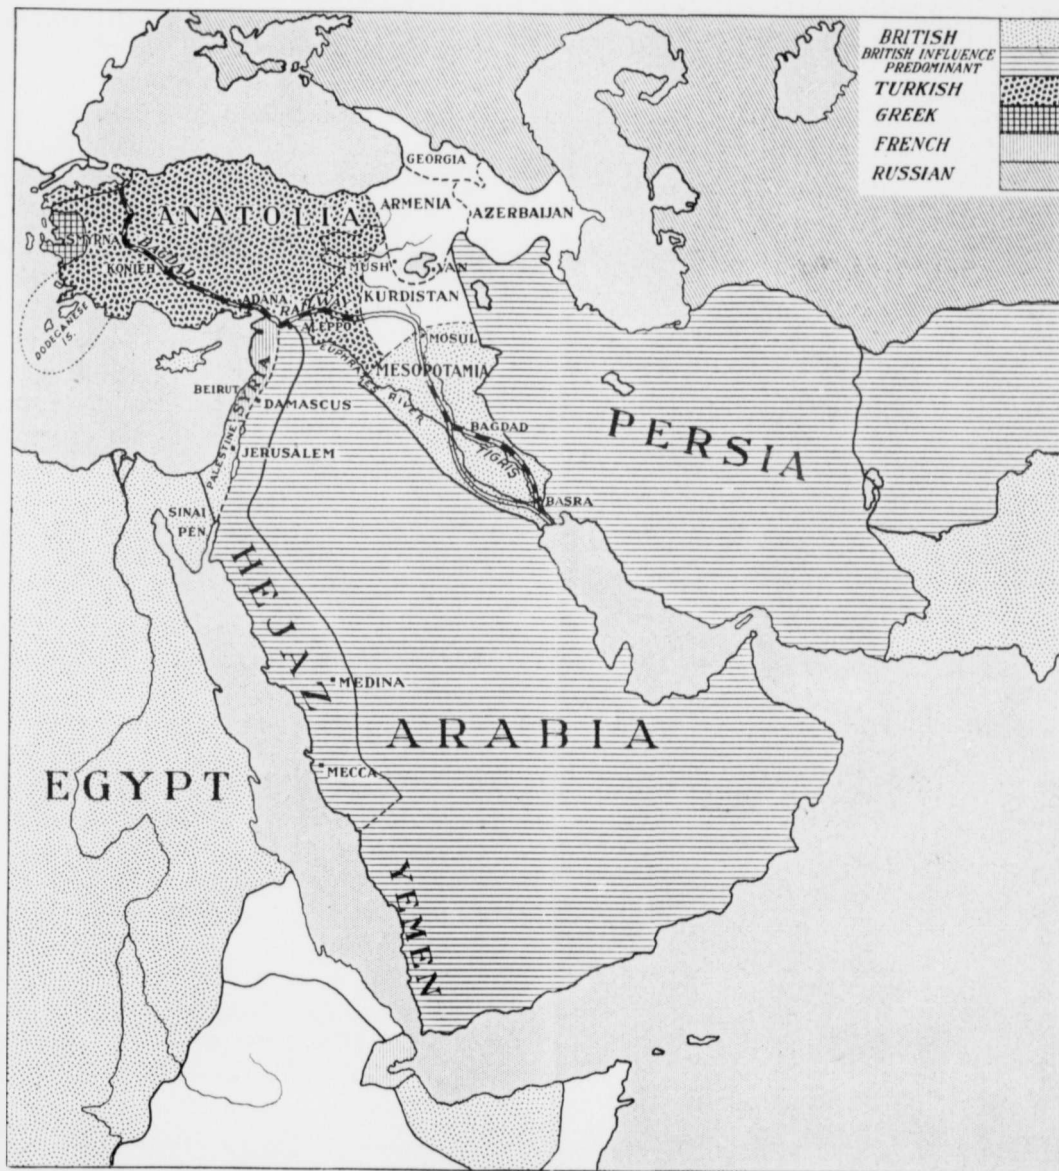 BRITISH
BRITISH INFLUENCE
PREDOMINANT
TURKISH
GREEK
FRENCH
RUSSIAN
GEORGIA
ARMENIA
AZERBAIJAN
ANATOLIA
SMYRNA
BAGDAD
RAILWAY
KONIEH
MUSH
VAN
ADANA
KURDISTAN
ALEPPO
DODECANESE
IS.
MOSUL
EUPHRATES RIVER
MESOPOTAMIA
BEIRUT
SYRIA
DAMASCUS
BAGDAD
PERSIA
TIGRIS
PALESTINE
JERUSALEM
BASRA
SINAI
PEN
HEJAZ
MEDINA
ARABIA
MECCA
EGYPT
YEMEN